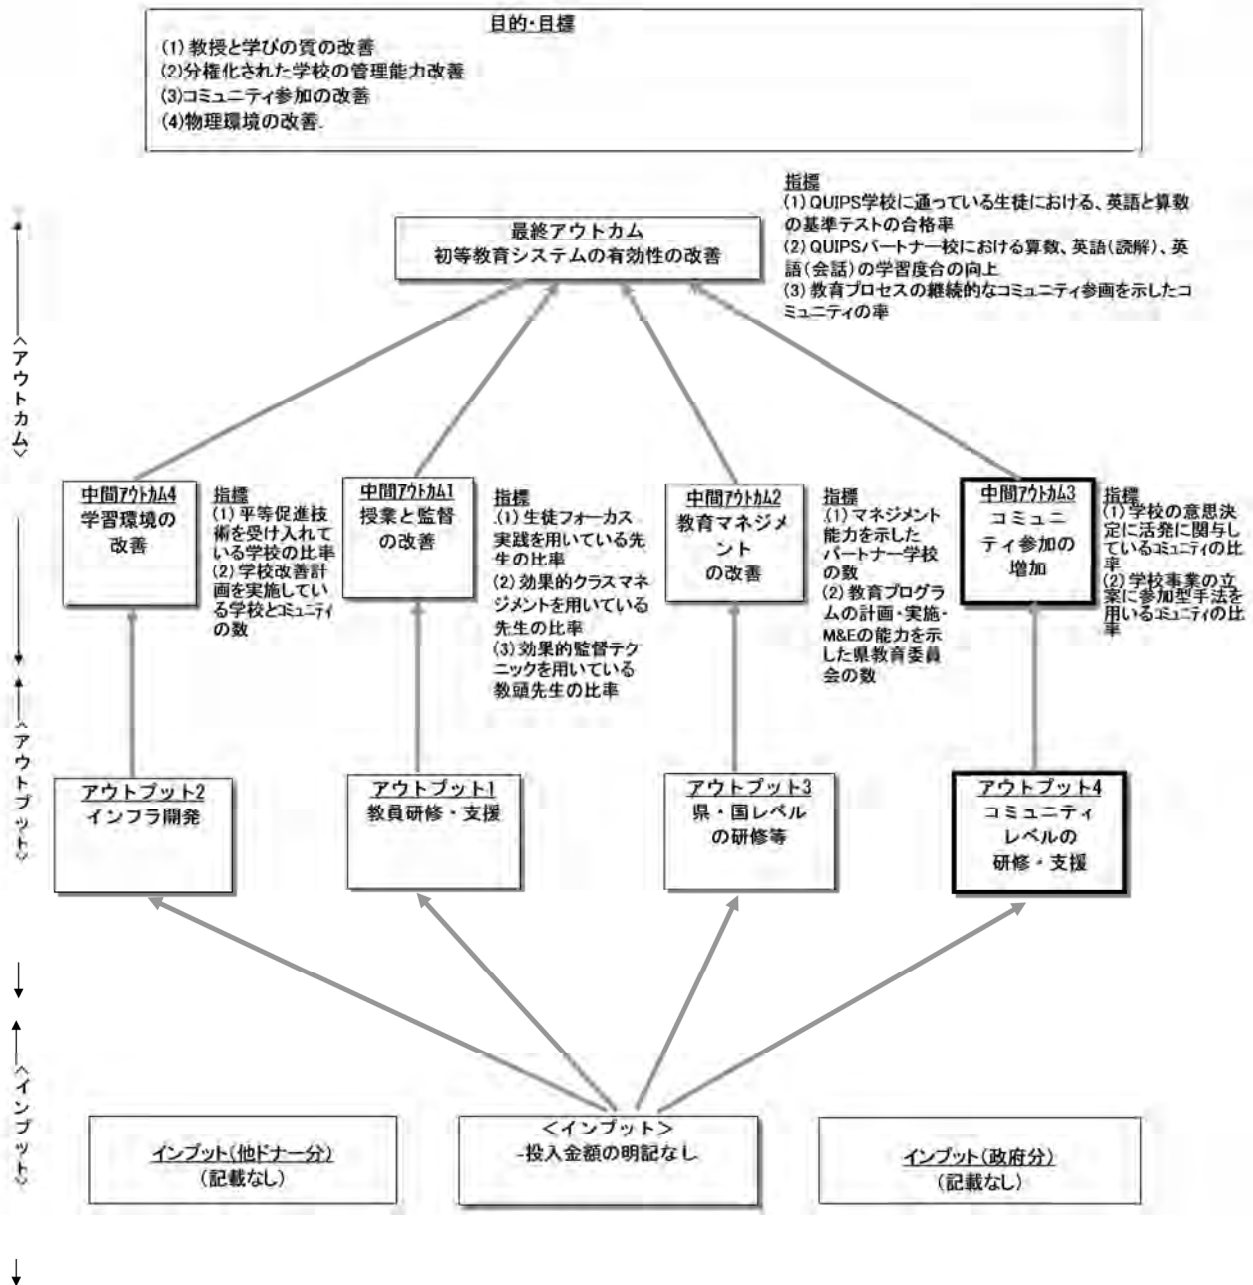 目的・目標
(1) 教授と学びの質の改善
(2)分権化された学校の管理能力改善
(3)コミュニティ参加の改善
(4)物理環境の改善.
指標
(1) QUIPS学校に通っている生徒における、英語と算数
の基準テストの合格率
(2) QUIPSパートナー校における算数、英語(読解)、英
語(会話)の学習度合の向上
(3) 教育プロセスの継続的なコミュニティ参画を示したコ
ミュニティの率
最終アウトカム
初等教育システムの有効性の改善
<アウトカム>
中間アウトカム4
学習環境の
改善
指標
(1) 平等促進技
術を受け入れて
いる学校の比率
(2) 学校改善計
画を実施してい
る学校とコミュニティ
の数
中間アウトカム1
授業と監督
の改善
指標
.(1) 生徒フォーカス
実践を用いている先
生の比率
(2) 効果的クラスマネ
ジメントを用いている
先生の比率
(3) 効果的監督テク
ニックを用いている
教頭先生の比率
中間アウトカム2
教育マネジメ
ント
の改善
指標
.(1) マネジメント
能力を示した
パートナー学校
の数
(2) 教育プログラ
ムの計画・実施・
M&Eの能力を示
した県教育委員
会の数
中間アウトカム3
コミュニ
ティ参加の
増加
指標
(1) 学校の意思決
定に活発に関与し
ているコミュニティの比
率
(2) 学校事業の立
案に参加型手法を
用いるコミュニティの比
率
<アウトプット>
アウトプット2
インフラ開発
アウトプット1
教員研修・支援
アウトプット3
県・国レベル
の研修等
アウトプット4
コミュニティ
レベルの
研修・支援
<インプット>
インプット(他ドナー分)
(記載なし)
<インプット>
-投入金額の明記なし
インプット(政府分)
(記載なし)